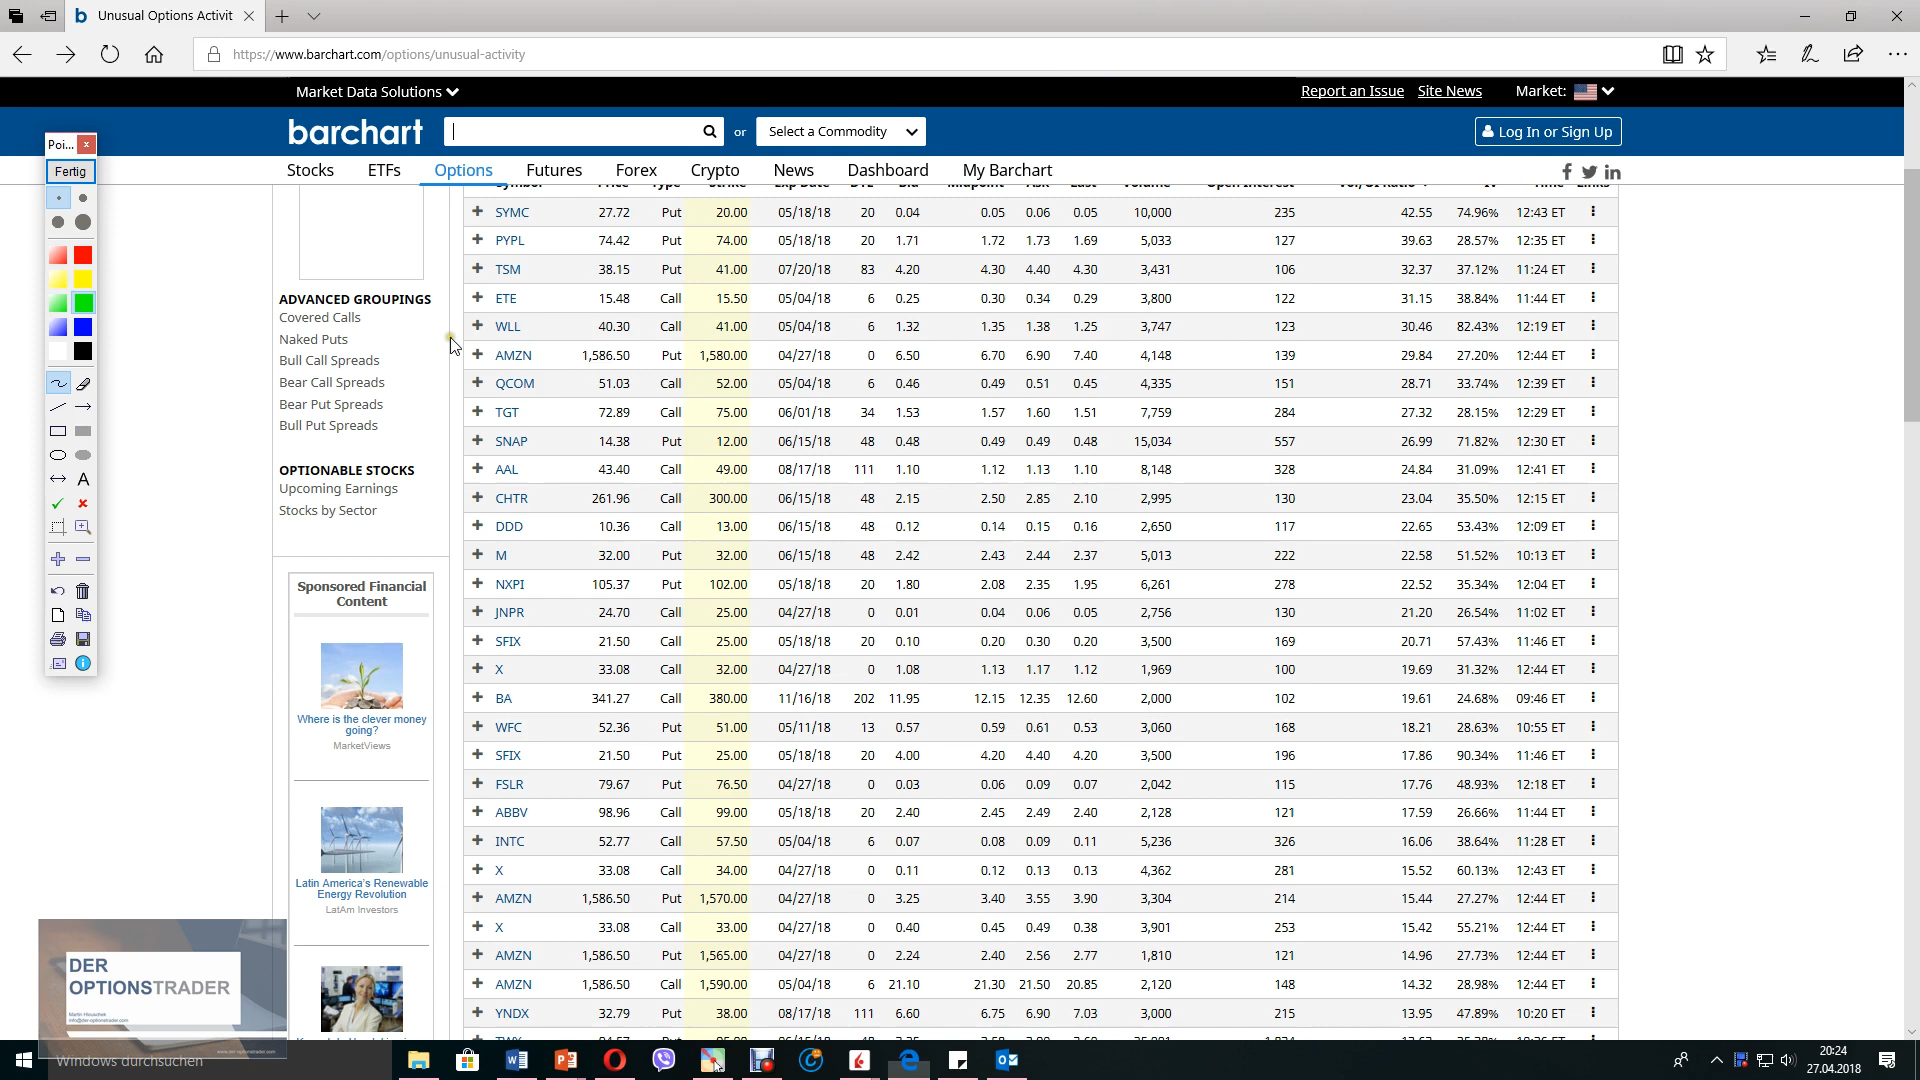 Unusual Options Activit
https://www.barchart.com/options/unusual-activity
Market Data Solutions
Report an Issue Site News Market:
barchart or Select a Commodity Log In or Sign Up
Stocks ETFs Options Futures Forex Crypto News Dashboard My Barchart
Poi...
Fertig
A
ADVANCED GROUPINGS
Covered Calls
Naked Puts
Bull Call Spreads
Bear Call Spreads
Bear Put Spreads
Bull Put Spreads
OPTIONABLE STOCKS
Upcoming Earnings
Stocks by Sector
Sponsored Financial
Content
Where is the clever money
going?
MarketViews
Latin America's Renewable
Energy Revolution
LatAm Investors
Symbol Price Type Strike Exp Date DTE Bid Midpoint Ask Last Volume Open Interest Vol/OI Ratio IV Time Links
SYMC 27.72 Put 20.00 05/18/18 20 0.04 0.05 0.06 0.05 10,000 235 42.55 74.96% 12:43 ET
PYPL 74.42 Put 74.00 05/18/18 20 1.71 1.72 1.73 1.69 5,033 127 39.63 28.57% 12:35 ET
TSM 38.15 Put 41.00 07/20/18 83 4.20 4.30 4.40 4.30 3,431 106 32.37 37.12% 11:24 ET
ETE 15.48 Call 15.50 05/04/18 6 0.25 0.30 0.34 0.29 3,800 122 31.15 38.84% 11:44 ET
WLL 40.30 Call 41.00 05/04/18 6 1.32 1.35 1.38 1.25 3,747 123 30.46 82.43% 12:19 ET
AMZN 1,586.50 Put 1,580.00 04/27/18 0 6.50 6.70 6.90 7.40 4,148 139 29.84 27.20% 12:44 ET
QCOM 51.03 Call 52.00 05/04/18 6 0.46 0.49 0.51 0.45 4,335 151 28.71 33.74% 12:39 ET
TGT 72.89 Call 75.00 06/01/18 34 1.53 1.57 1.60 1.51 7,759 284 27.32 28.15% 12:29 ET
SNAP 14.38 Put 12.00 06/15/18 48 0.48 0.49 0.49 0.48 15,034 557 26.99 71.82% 12:30 ET
AAL 43.40 Call 49.00 08/17/18 111 1.10 1.12 1.13 1.10 8,148 328 24.84 31.09% 12:41 ET
CHTR 261.96 Call 300.00 06/15/18 48 2.15 2.50 2.85 2.10 2,995 130 23.04 35.50% 12:15 ET
DDD 10.36 Call 13.00 06/15/18 48 0.12 0.14 0.15 0.16 2,650 117 22.65 53.43% 12:09 ET
M 32.00 Put 32.00 06/15/18 48 2.42 2.43 2.44 2.37 5,013 222 22.58 51.52% 10:13 ET
NXPI 105.37 Put 102.00 05/18/18 20 1.80 2.08 2.35 1.95 6,261 278 22.52 35.34% 12:04 ET
JNPR 24.70 Call 25.00 04/27/18 0 0.01 0.04 0.06 0.05 2,756 130 21.20 26.54% 11:02 ET
SFIX 21.50 Call 25.00 05/18/18 20 0.10 0.20 0.30 0.20 3,500 169 20.71 57.43% 11:46 ET
X 33.08 Call 32.00 04/27/18 0 1.08 1.13 1.17 1.12 1,969 100 19.69 31.32% 12:44 ET
BA 341.27 Call 380.00 11/16/18 202 11.95 12.15 12.35 12.60 2,000 102 19.61 24.68% 09:46 ET
WFC 52.36 Put 51.00 05/11/18 13 0.57 0.59 0.61 0.53 3,060 168 18.21 28.63% 10:55 ET
SFIX 21.50 Put 25.00 05/18/18 20 4.00 4.20 4.40 4.20 3,500 196 17.86 90.34% 11:46 ET
FSLR 79.67 Put 76.50 04/27/18 0 0.03 0.06 0.09 0.07 2,042 115 17.76 48.93% 12:18 ET
ABBV 98.96 Call 99.00 05/18/18 20 2.40 2.45 2.49 2.40 2,128 121 17.59 26.66% 11:44 ET
INTC 52.77 Call 57.50 05/04/18 6 0.07 0.08 0.09 0.11 5,236 326 16.06 38.64% 11:28 ET
X 33.08 Call 34.00 04/27/18 0 0.11 0.12 0.13 0.13 4,362 281 15.52 60.13% 12:43 ET
AMZN 1,586.50 Put 1,570.00 04/27/18 0 3.25 3.40 3.55 3.90 3,304 214 15.44 27.27% 12:44 ET
X 33.08 Call 33.00 04/27/18 0 0.40 0.45 0.49 0.38 3,901 253 15.42 55.21% 12:44 ET
AMZN 1,586.50 Put 1,565.00 04/27/18 0 2.24 2.40 2.56 2.77 1,810 121 14.96 27.73% 12:44 ET
AMZN 1,586.50 Call 1,590.00 05/04/18 6 21.10 21.30 21.50 20.85 2,120 148 14.32 28.98% 12:44 ET
YNDX 32.79 Put 38.00 08/17/18 111 6.60 6.75 6.90 7.03 3,000 215 13.95 47.89% 10:20 ET
DER
OPTIONSTRADER
Windows durchsuchen
20:24
27.04.2018